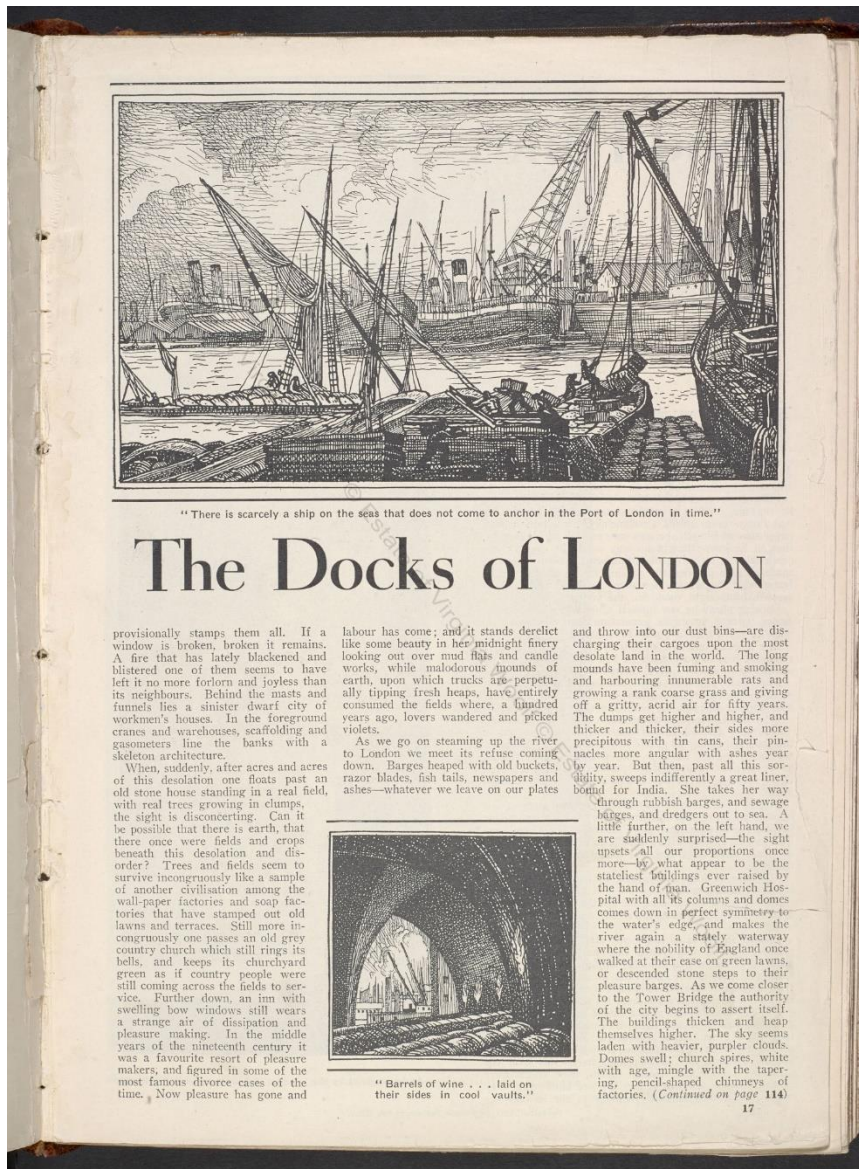 "There is scarcely a ship on the seas that does not come to anchor in the Port of London in time."
The Docks of LONDON
provisionally stamps them all. If a
window is broken, broken it remains.
A fire that has lately blackened and
blistered one of them seems to have
left it no more forlorn and joyless than
its neighbours. Behind the masts and
funnels lies a sinister dwarf city of
workmen's houses. In the foreground
cranes and warehouses, scaffolding and
gasometers line the banks with a
skeleton architecture.
When, suddenly, after acres and acres
of this desolation one floats past an
old stone house standing in a real field,
with real trees growing in clumps,
the sight is disconcerting. Can it
be possible that there is earth, that
there once were fields and crops
beneath this desolation and dis-
order? Trees and fields seem to
survive incongruously like a sample
of another civilisation among the
wall-paper factories and soap fac-
tories that have stamped out old
lawns and terraces. Still more in-
congruously one passes an old grey
country church which still rings its
bells, and keeps its churchyard
green as if country people were
still coming across the fields to ser-
vice. Further down, an inn with
swelling bow windows still wears
a strange air of dissipation and
pleasure making. In the middle
years of the nineteenth century it
was a favourite resort of pleasure
makers, and figured in some of the
most famous divorce cases of the
time. Now pleasure has gone and
labour has come; and it stands derelict
like some beauty in her midnight finery
looking out over mud flats and candle
works, while malodorous mounds of
earth, upon which trucks are perpetu-
ally tipping fresh heaps, have entirely
consumed the fields where, a hundred
years ago, lovers wandered and picked
violets.
As we go on steaming up the river
to London we meet its refuse coming
down. Barges heaped with old buckets,
razor blades, fish tails, newspapers and
ashes—whatever we leave on our plates
"Barrels of wine . . . laid on
their sides in cool vaults."
and throw into our dust bins—are dis-
charging their cargoes upon the most
desolate land in the world. The long
mounds have been fuming and smoking
and harbouring innumerable rats and
growing a rank coarse grass and giving
off a gritty, acrid air for fifty years.
The dumps get higher and higher, and
thicker and thicker, their sides more
precipitous with tin cans, their pin-
nacles more angular with ashes year
by year. But then, past all this sor-
didity, sweeps indifferently a great liner,
bound for India. She takes her way
through rubbish barges, and sewage
barges, and dredgers out to sea. A
little further, on the left hand, we
are suddenly surprised—the sight
upsets all our proportions once
more—by what appear to be the
stateliest buildings ever raised by
the hand of man. Greenwich Hos-
pital with all its columns and domes
comes down in perfect symmetry to
the water's edge, and makes the
river again a stately waterway
where the nobility of England once
walked at their ease on green lawns,
or descended stone steps to their
pleasure barges. As we come closer
to the Tower Bridge the authority
of the city begins to assert itself.
The buildings thicken and heap
themselves higher. The sky seems
laden with heavier, purpler clouds.
Domes swell; church spires, white
with age, mingle with the taper-
ing, pencil-shaped chimneys of
factories. (Continued on page 114)
17